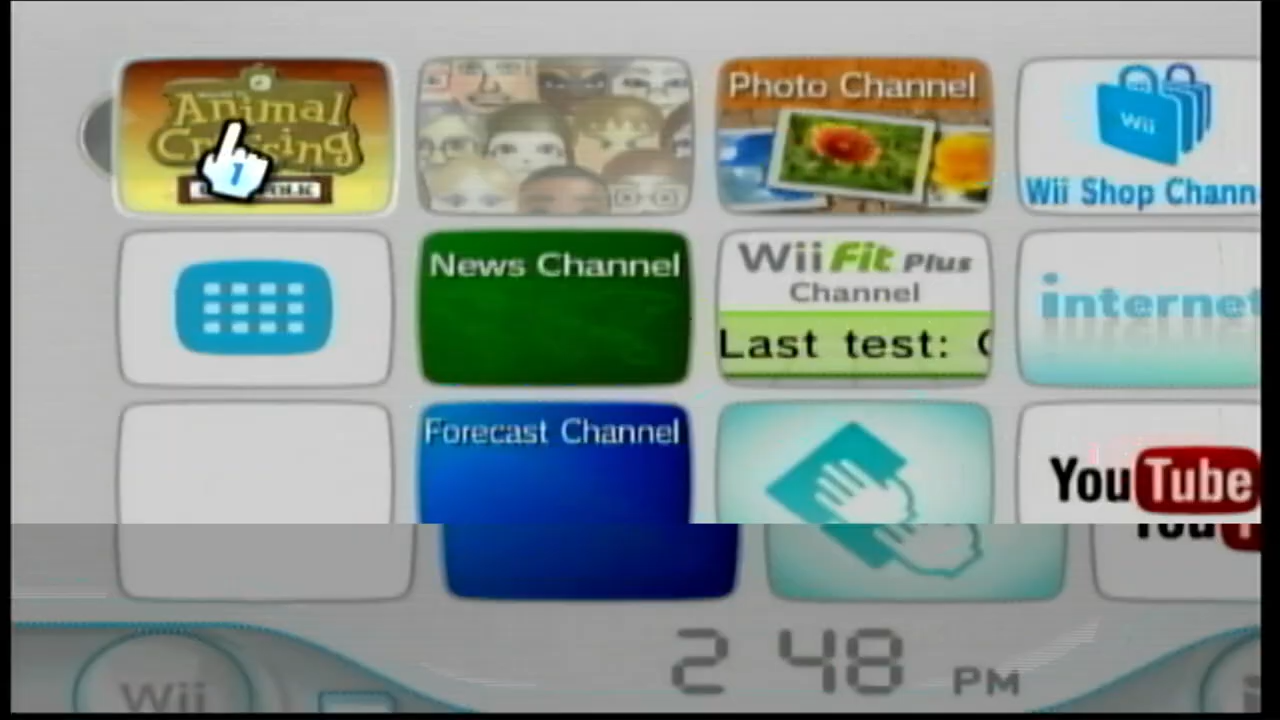 Animal
Crossing
1
Photo Channel
Wii
Wii Shop Chann
News Channel
Wii Fit Plus
Channel
Last test:
internet
Forecast Channel
YouTube
2 48 PM
Wii